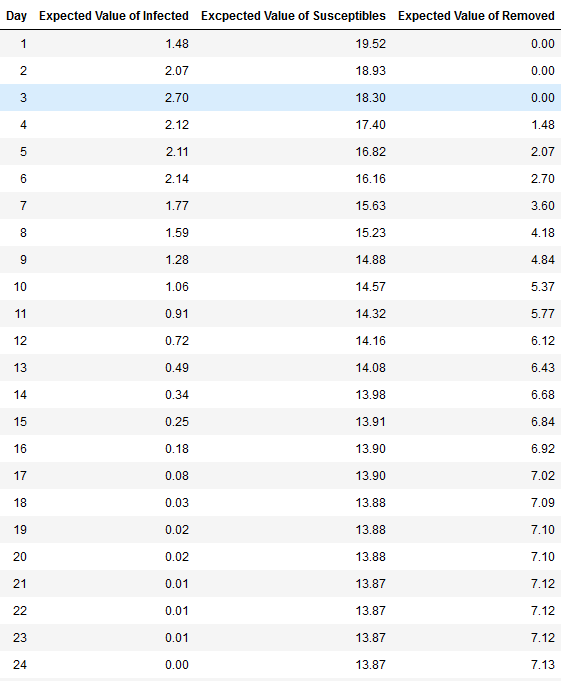 Day Expected Value of Infected Excpected Value of Susceptibles Expected Value of Removed
1 1.48 19.52 0.00
2 2.07 18.93 0.00
3 2.70 18.30 0.00
4 2.12 17.40 1.48
5 2.11 16.82 2.07
6 2.14 16.16 2.70
7 1.77 15.63 3.60
8 1.59 15.23 4.18
9 1.28 14.88 4.84
10 1.06 14.57 5.37
11 0.91 14.32 5.77
12 0.72 14.16 6.12
13 0.49 14.08 6.43
14 0.34 13.98 6.68
15 0.25 13.91 6.84
16 0.18 13.90 6.92
17 0.08 13.90 7.02
18 0.03 13.88 7.09
19 0.02 13.88 7.10
20 0.02 13.88 7.10
21 0.01 13.87 7.12
22 0.01 13.87 7.12
23 0.01 13.87 7.12
24 0.00 13.87 7.13